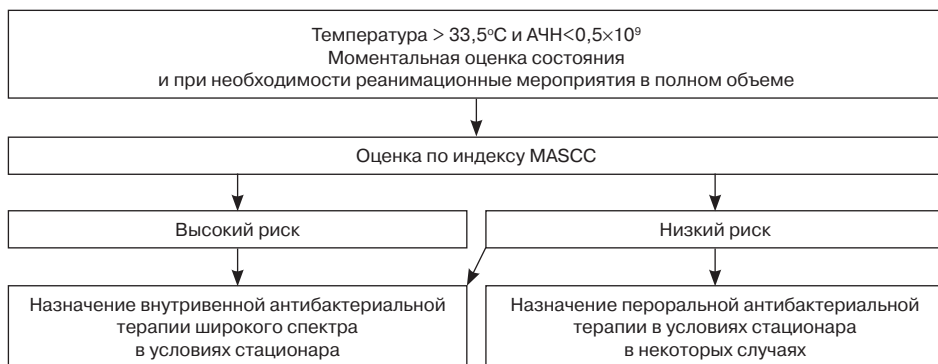 Температура > 33,5°C и АЧН<0,5×10⁹
Моментальная оценка состояния
и при необходимости реанимационные мероприятия в полном объеме
Оценка по индексу MASCC
Высокий риск
Низкий риск
Назначение внутривенной антибактериальной
терапии широкого спектра
в условиях стационара
Назначение пероральной антибактериальной
терапии в условиях стационара
в некоторых случаях